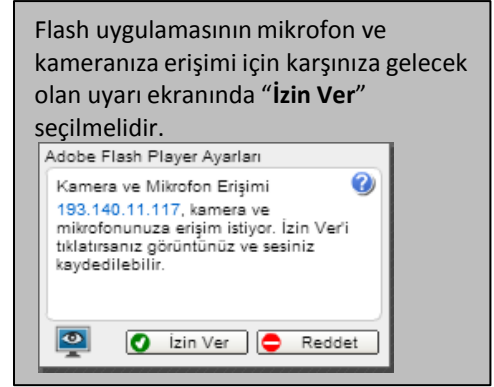 Flash uygulamasının mikrofon ve
kameranıza erişimi için karşınıza gelecek
olan uyarı ekranında “İzin Ver”
seçilmelidir.
Adobe Flash Player Ayarları
Kamera ve Mikrofon Erişimi
193.140.11.117, kamera ve
mikrofonunuza erişim istiyor. İzin Ver'i
tıklatırsanız görüntünüz ve sesiniz
kaydedilebilir.
İzin Ver
Reddet